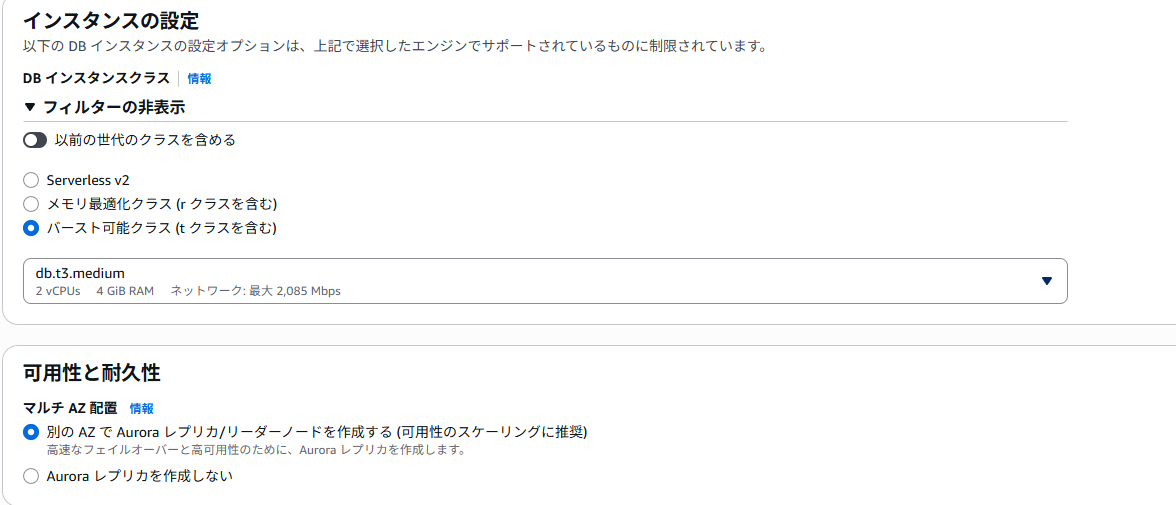 インスタンスの設定
以下の DB インスタンスの設定オプションは、上記で選択したエンジンでサポートされているものに制限されています。
DB インスタンスクラス 情報
フィルターの非表示
以前の世代のクラスを含める
Serverless v2
メモリ最適化クラス (r クラスを含む)
バースト可能クラス (t クラスを含む)
db.t3.medium
2 vCPUs 4 GiB RAM ネットワーク: 最大 2,085 Mbps
可用性と耐久性
マルチ AZ 配置 情報
別の AZ で Aurora レプリカ/リーダーノードを作成する (可用性のスケーリングに推奨)
高速なフェイルオーバーと高可用性のために、Aurora レプリカを作成します。
Aurora レプリカを作成しない